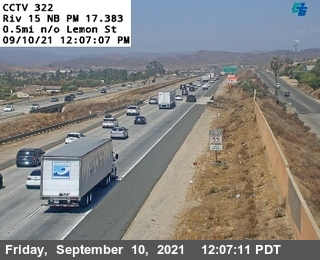 CCTV 322
Riv 15 NB PM 17.383
0.5mi n/o Lemon St
09/10/21 12:07:07 PM
Friday, September 10, 2021 12:07:11 PDT